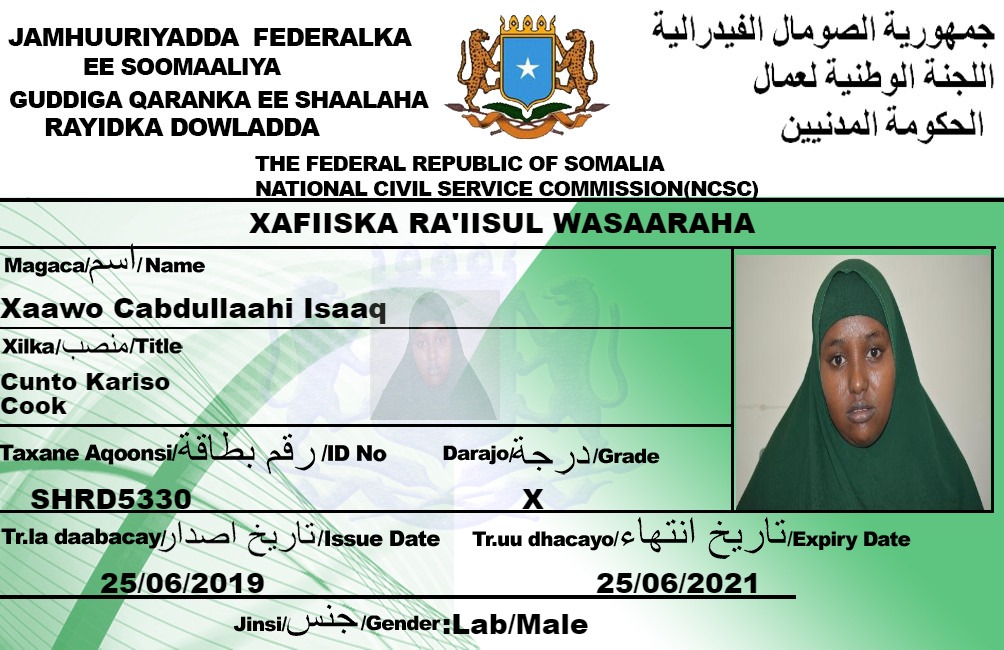 JAMHUURIYADDA FEDERALKA
EE SOOMAALIYA
GUDDIGA QARANKA EE SHAALAHA
RAYIDKA DOWLADDA
جمهورية الصومال الفيدرالية
اللجنة الوطنية لعمال
الحكومة المدنيين
THE FEDERAL REPUBLIC OF SOMALIA
NATIONAL CIVIL SERVICE COMMISSION(NCSC)
XAFIISKA RA'IISUL WASAARAHA
Magaca/اسم/Name
Xaawo Cabdullaahi Isaaq
Xilka/منصب/Title
Cunto Kariso
Cook
Taxane Aqoonsi/رقم بطاقة/ID No
SHRD5330
Darajo/درجة/Grade
X
Tr.la daabacay/تاريخ اصدار/Issue Date
25/06/2019
Tr.uu dhacayo/تاريخ انتهاء/Expiry Date
25/06/2021
Jinsi/جنس/Gender:Lab/Male